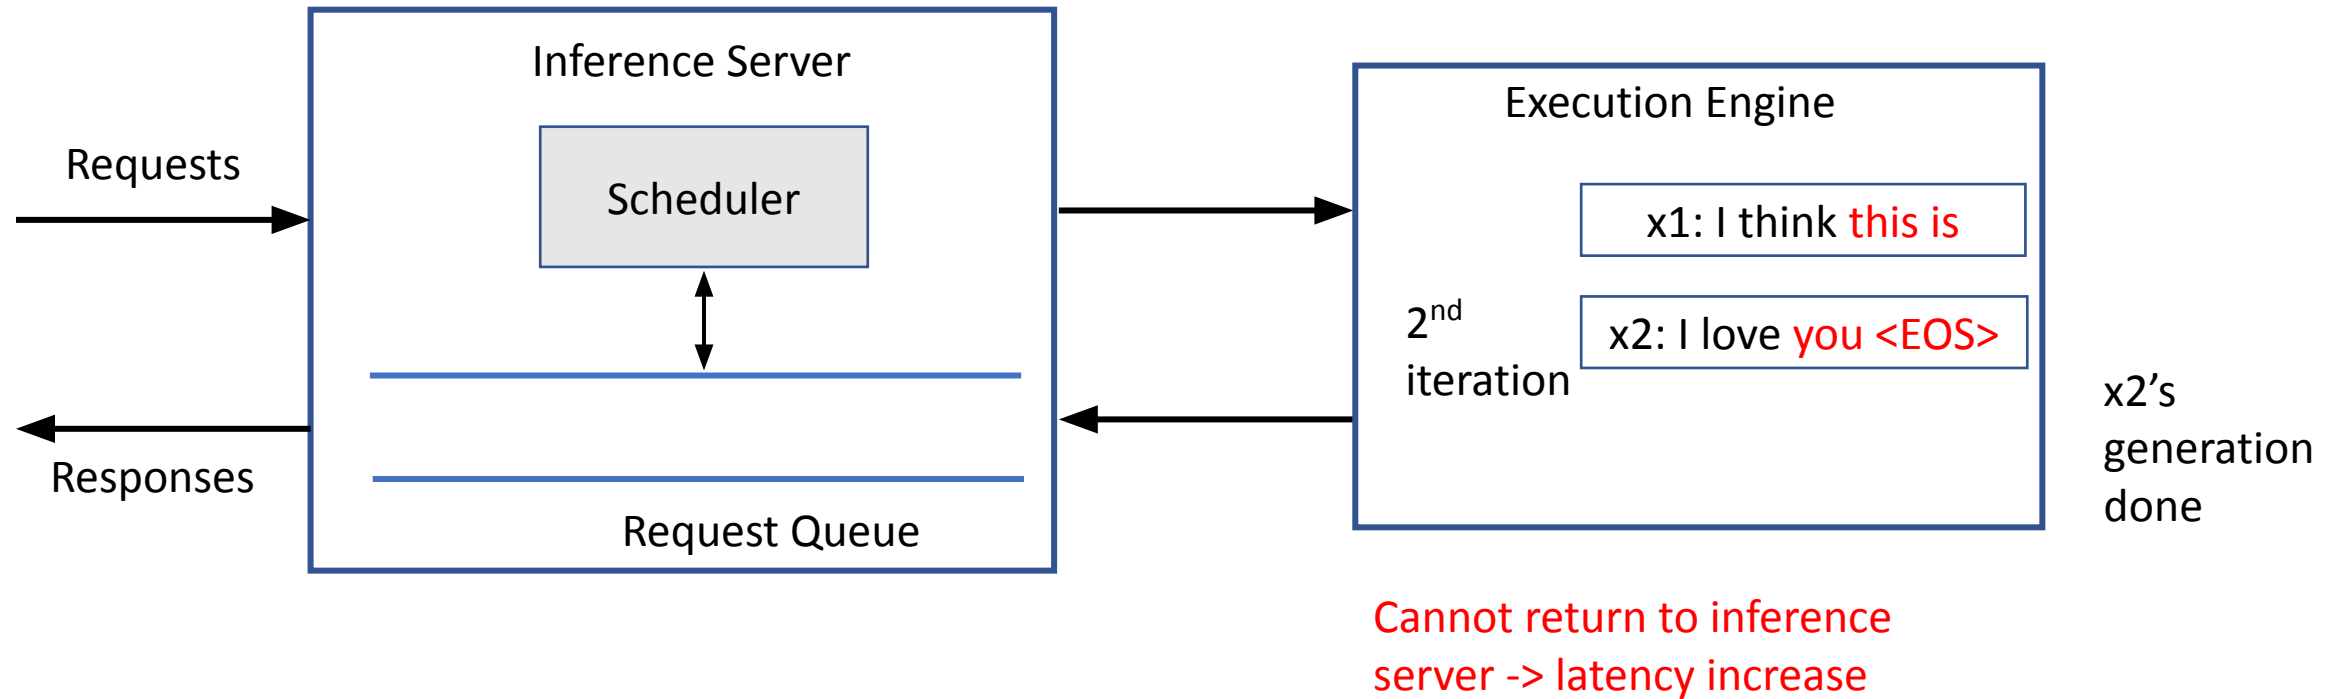 Inference Server
Scheduler
Requests
Responses
Request Queue
Execution Engine
x1: I think this is
x2: I love you <EOS>
2nd
iteration
x2’s
generation
done
Cannot return to inference
server -> latency increase